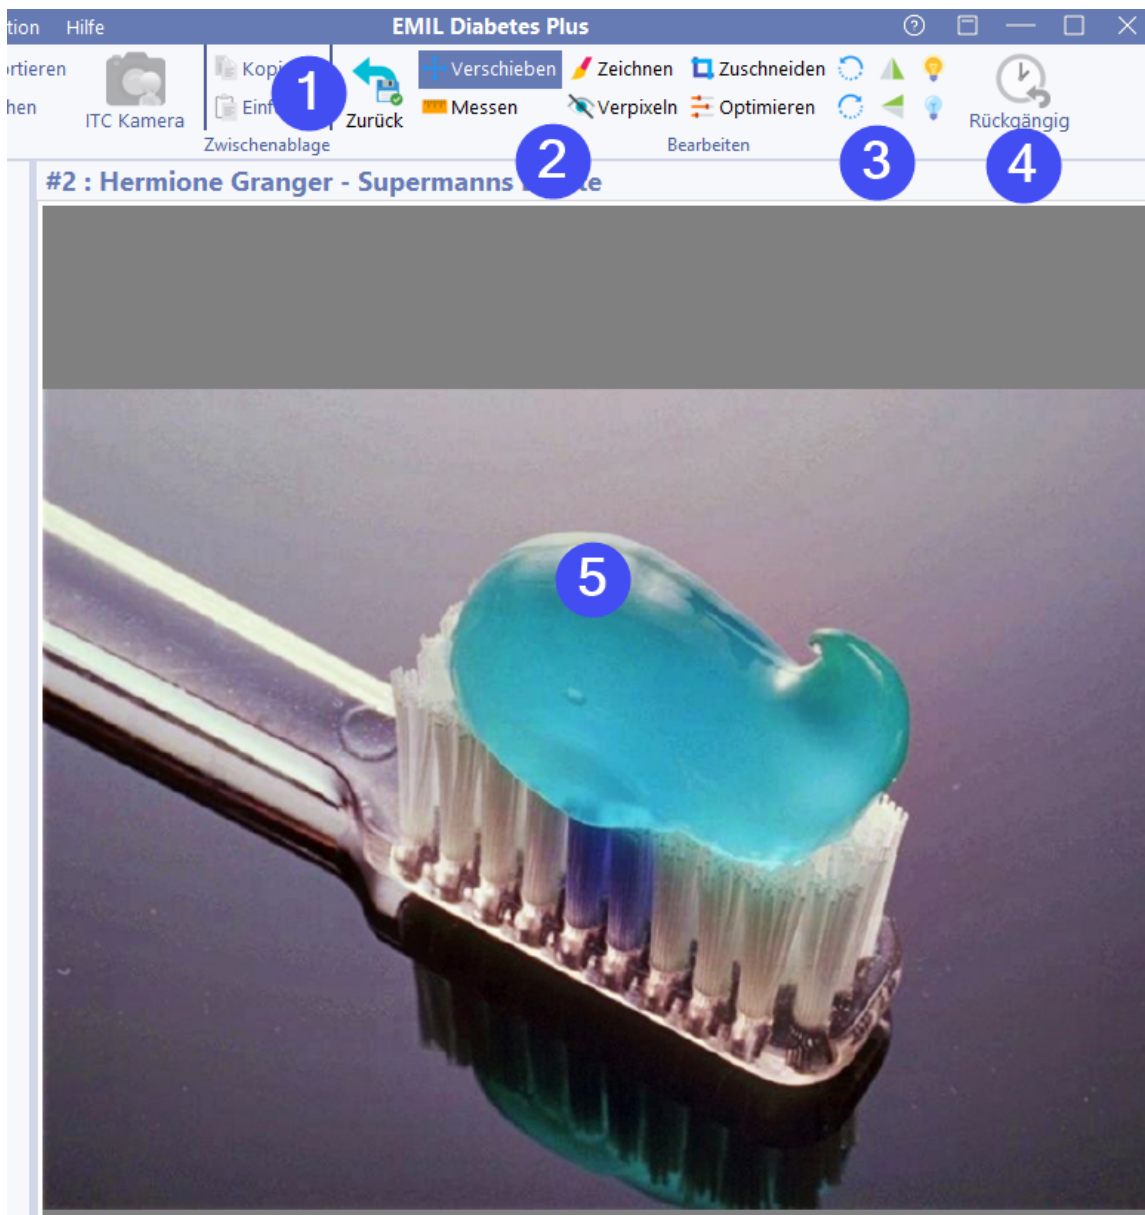 tion Hilfe EMIL Diabetes Plus
rtieren Kopi 1 Verschieben Zeichnen Zuschneiden
hen ITC Kamera Einf Zurück Messen Verpixeln Optimieren Rückgängig
Zwischenablage 2 Bearbeiten 3 4
#2 : Hermione Granger - Supermanns te
5